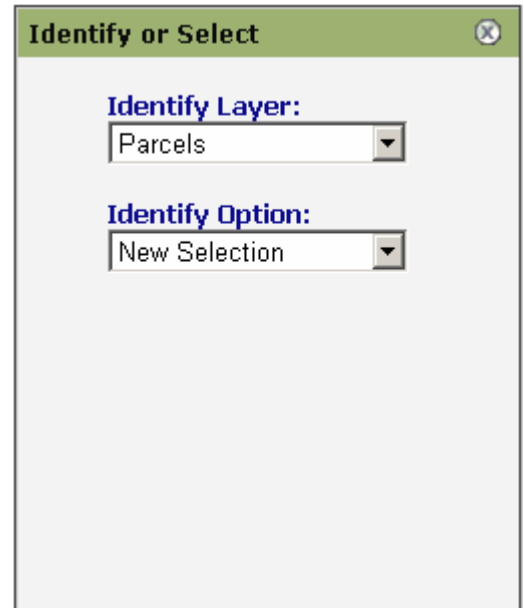 Identify or Select
Identify Layer:
Parcels
Identify Option:
New Selection